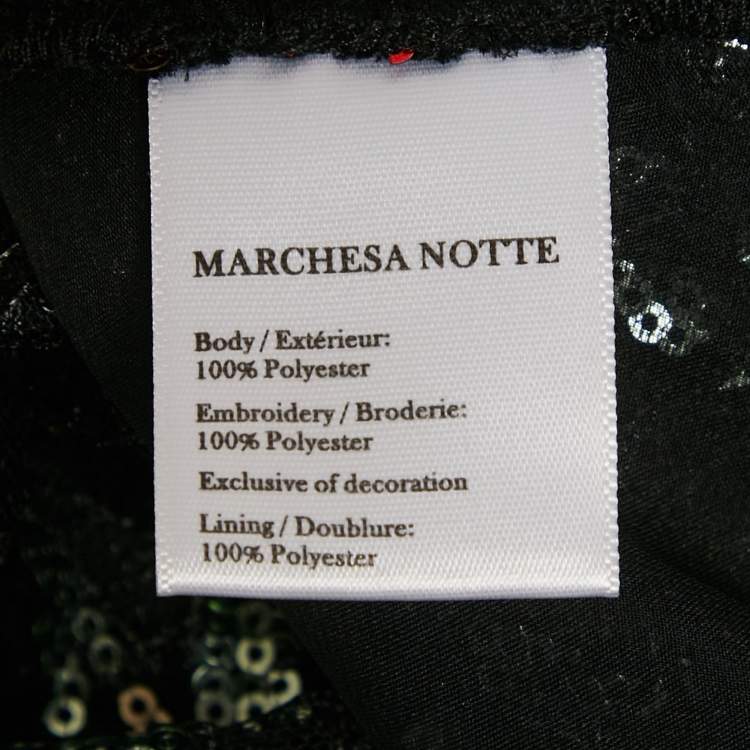 MARCHESA NOTTE
Body / Extérieur:
100% Polyester
Embroidery / Broderie:
100% Polyester
Exclusive of decoration
Lining / Doublure:
100% Polyester